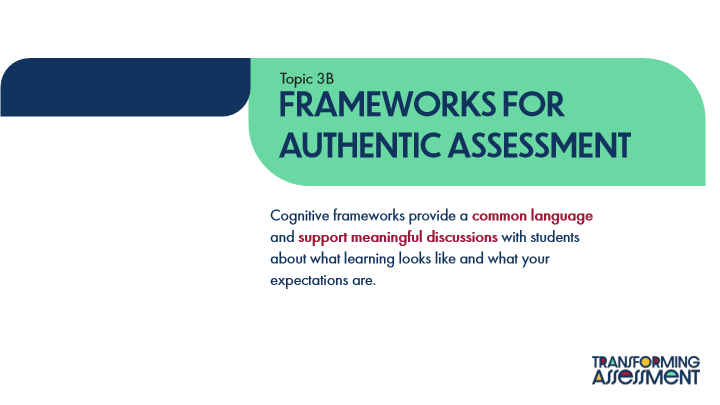 Topic 3B
FRAMEWORKS FOR
AUTHENTIC ASSESSMENT
Cognitive frameworks provide a common language
and support meaningful discussions with students
about what learning looks like and what your
expectations are.
TRANSFORMING
ASSESSMENT